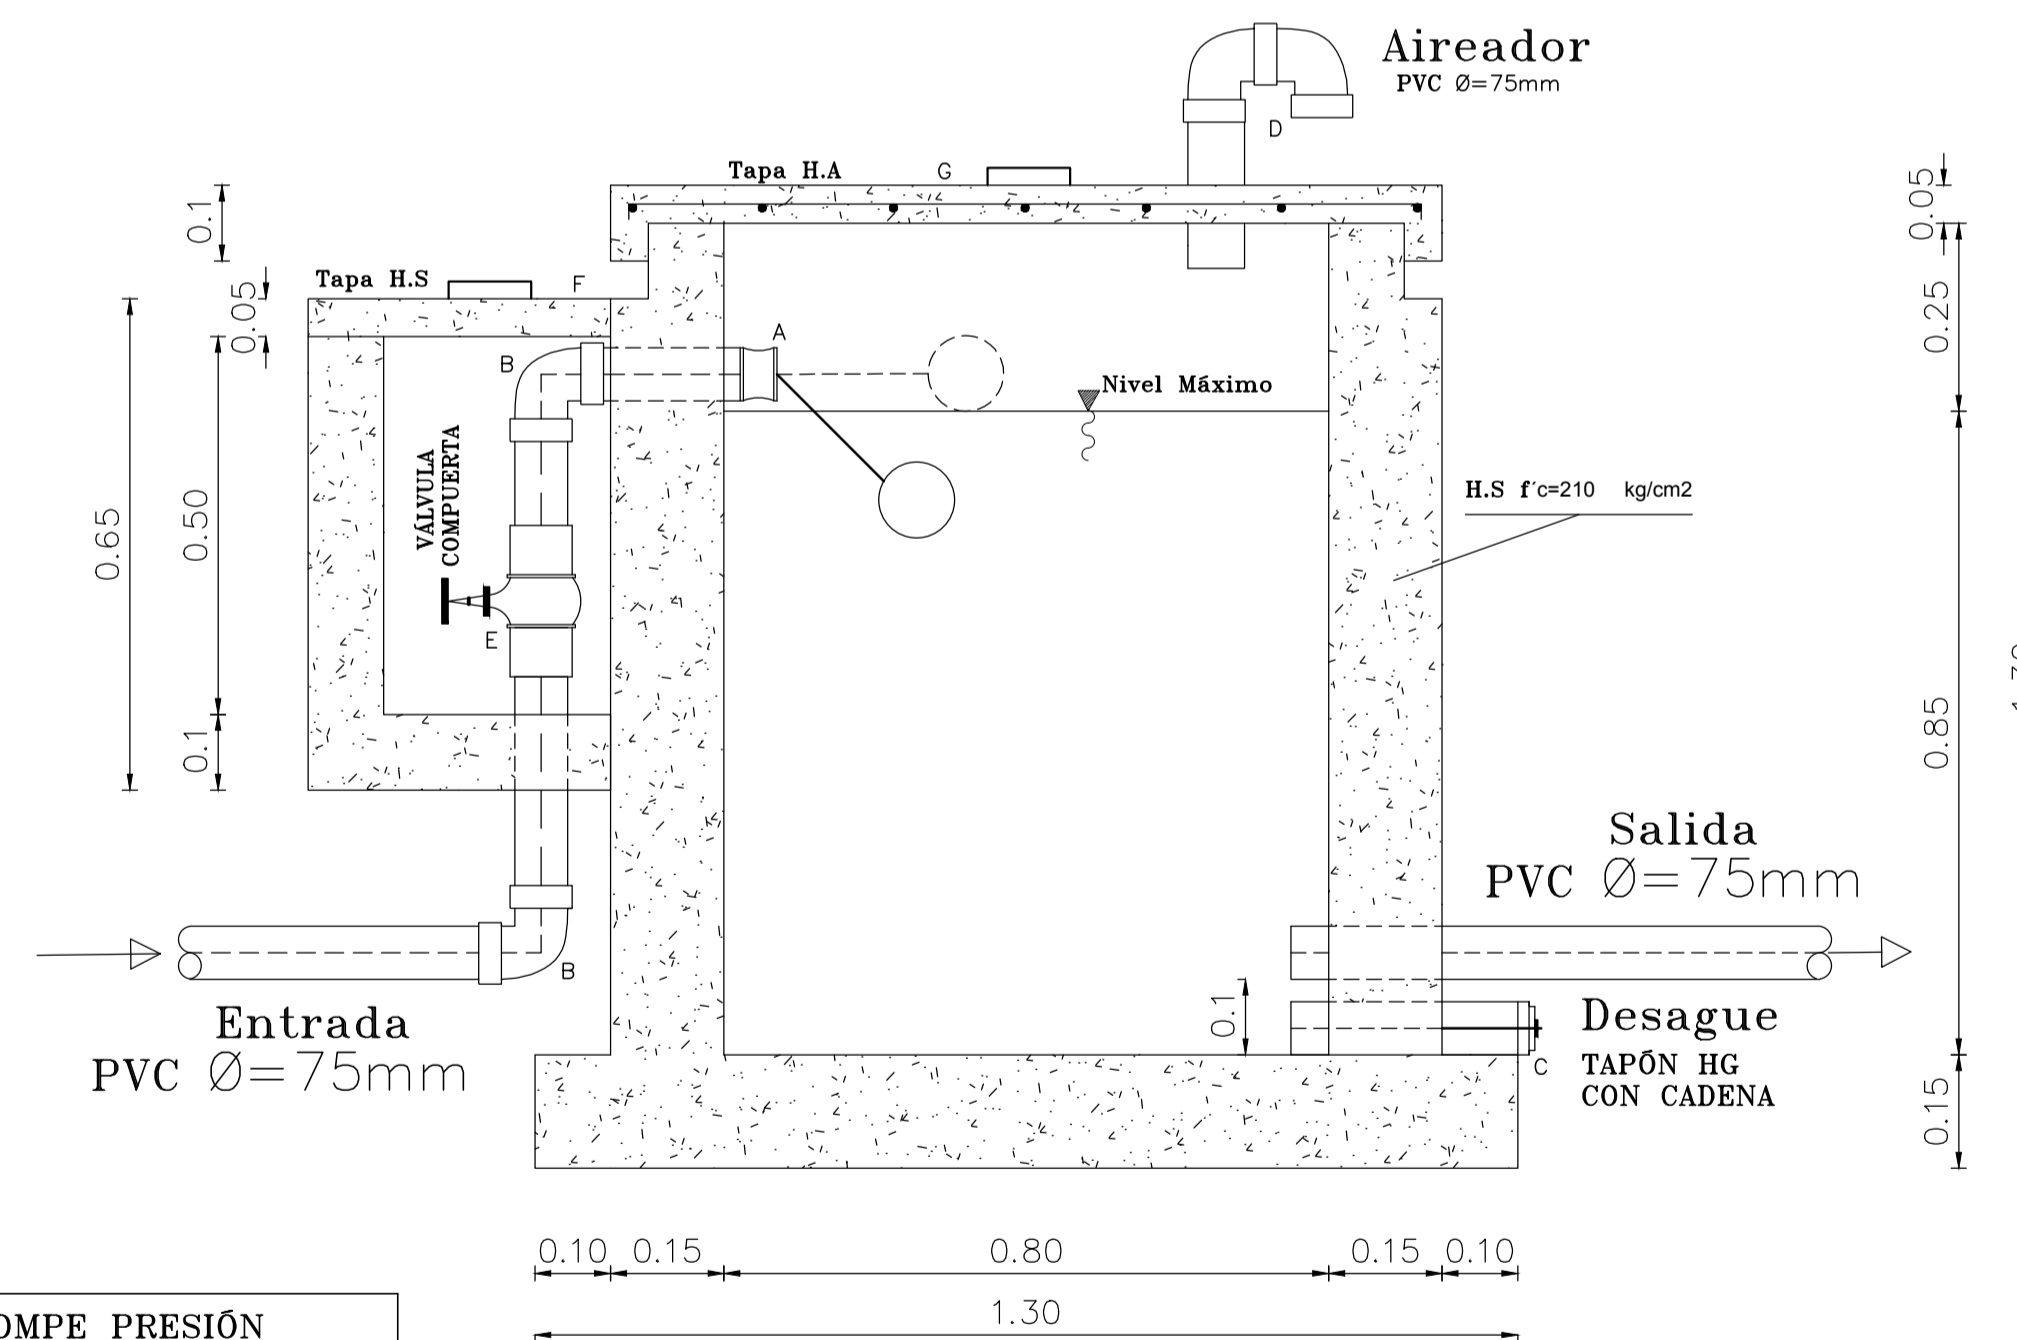 Aireador
PVC Ø=75mm
D
Tapa H.A
G
0.1
0.05
Tapa H.S
F
0.05
0.25
A
B
Nivel Máximo
VÁLVULA
COMPUERTA
H.S f´c=210 kg/cm2
0.65
0.50
E
0.1
0.85
Salida
PVC Ø=75mm
B
0.1
Entrada
PVC Ø=75mm
Desague
TAPÓN HG
CON CADENA
C
0.15
0.10 0.15 0.80 0.15 0.10
1.30
OMPE PRESIÓN